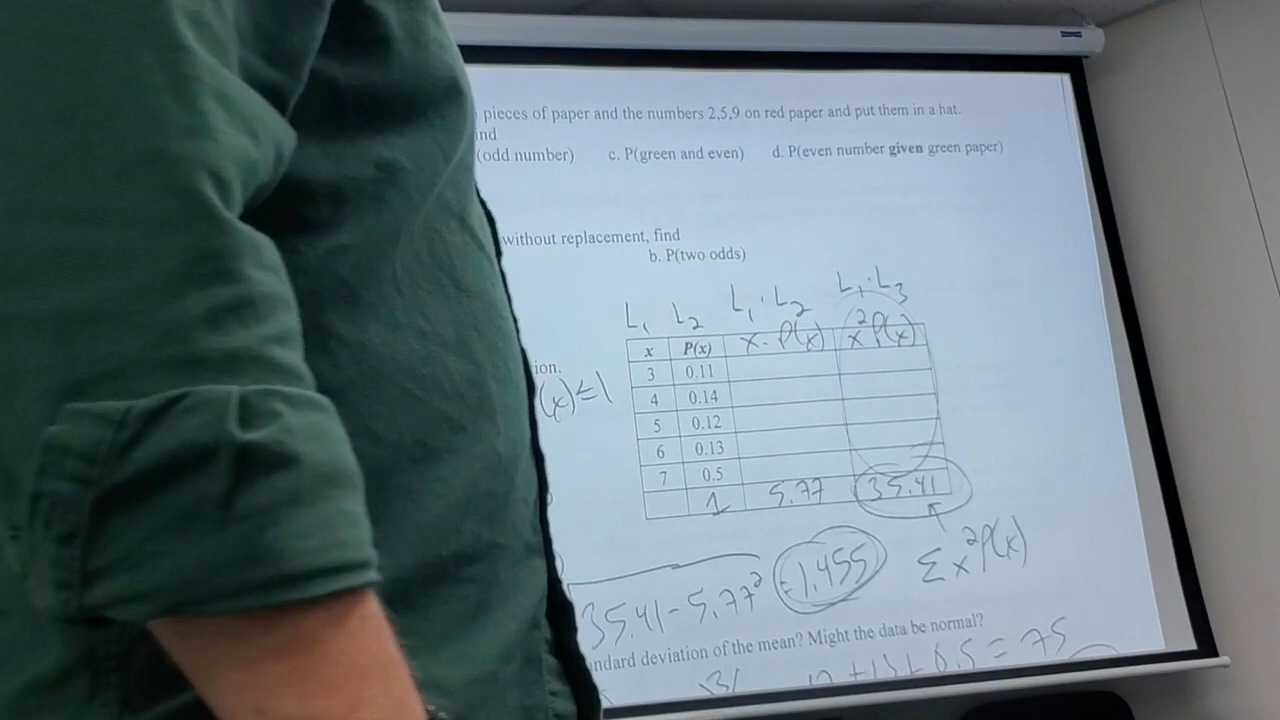 pieces of paper and the numbers 2,5,9 on red paper and put them in a hat.
(odd number) c. P(green and even) d. P(even number given green paper)
without replacement, find
b. P(two odds)
L₁ L₂ L₁·L₂ L₁·L₃
x P(x) x·P(x) x²P(x)
3 0.11
(x)≤1
4 0.14
5 0.12
6 0.13
7 0.5
1 5.77 35.41
35.41-5.77² =1.455 Σx²P(x)
deviation of the mean? Might the data be normal?
= 75